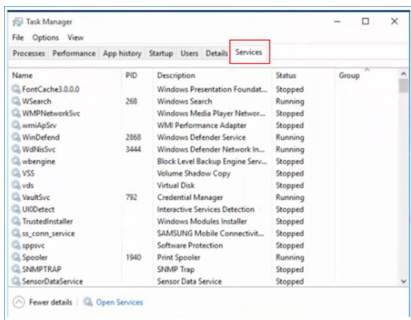 Task Manager
File Options View
Processes Performance App history Startup Users Details Services
Name PID Description Status Group
FontCache3.0.0.0 Windows Presentation Foundat... Stopped
WSearch 268 Windows Search Running
WMPNetworkSvc Windows Media Player Networ... Stopped
wmiApSrv WMI Performance Adapter Stopped
WinDefend 2868 Windows Defender Service Running
WdNisSvc 3444 Windows Defender Network In... Running
wbengine Block Level Backup Engine Serv... Stopped
VSS Volume Shadow Copy Stopped
vds Virtual Disk Stopped
VaultSvc 792 Credential Manager Running
UI0Detect Interactive Services Detection Stopped
TrustedInstaller Windows Modules Installer Stopped
ss_conn_service SAMSUNG Mobile Connectivit... Stopped
sppsvc Software Protection Stopped
Spooler 1940 Print Spooler Running
SNMPTRAP SNMP Trap Stopped
SensorDataService Sensor Data Service Stopped
Fewer details Open Services